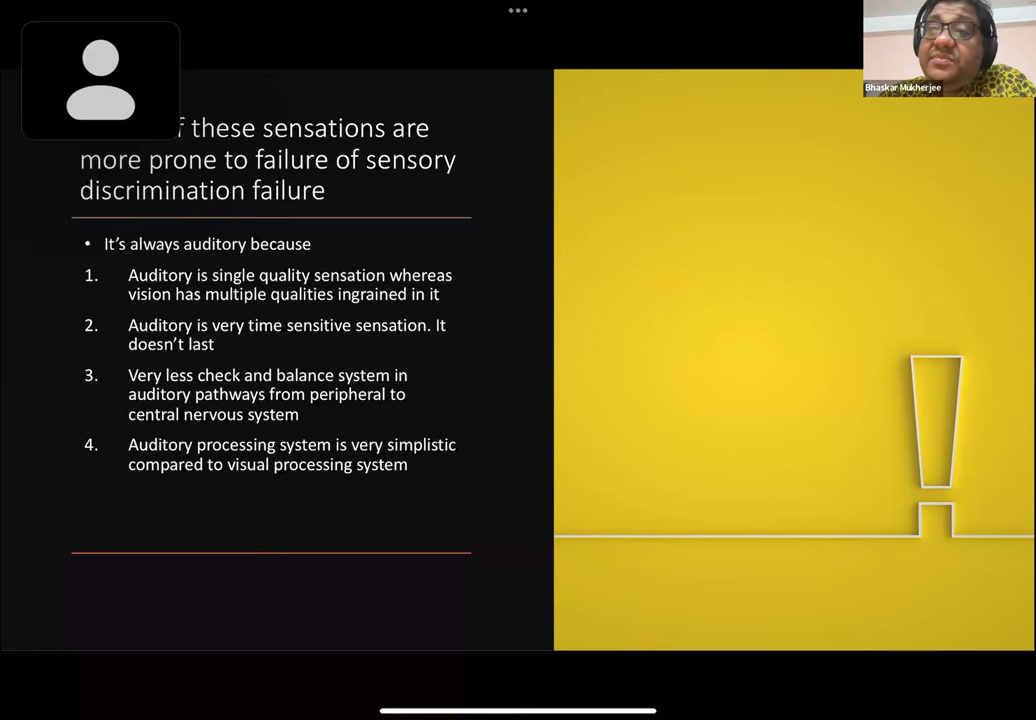 f these sensations are
more prone to failure of sensory
discrimination failure
• It’s always auditory because
1. Auditory is single quality sensation whereas
vision has multiple qualities ingrained in it
2. Auditory is very time sensitive sensation. It
doesn’t last
3. Very less check and balance system in
auditory pathways from peripheral to
central nervous system
4. Auditory processing system is very simplistic
compared to visual processing system
Bhaskar Mukherjee